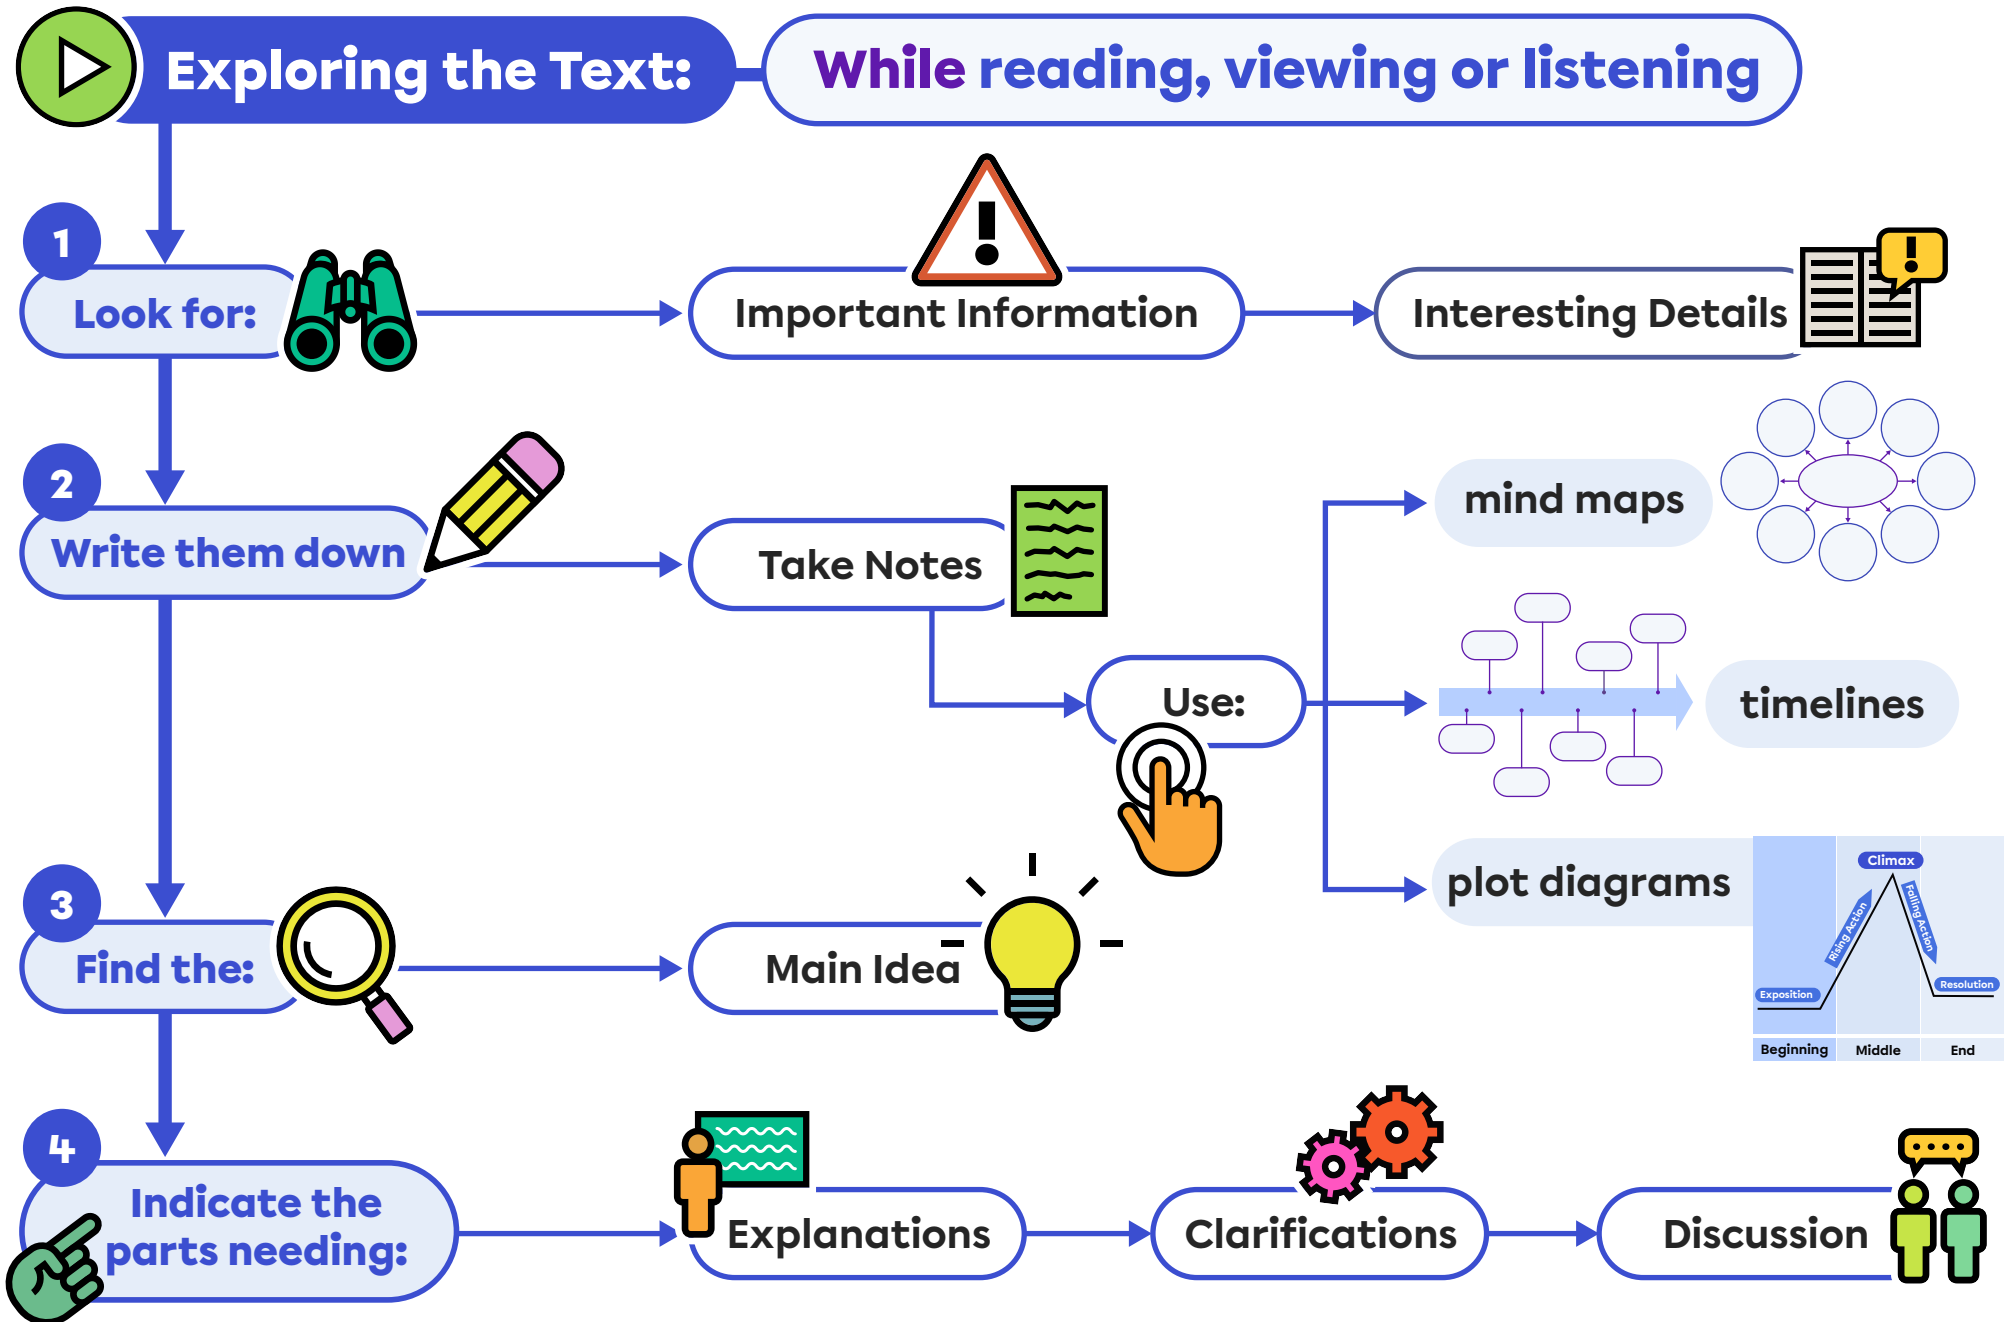 Exploring the Text:
While reading, viewing or listening
1
Look for:
Important Information
Interesting Details
2
Write them down
Take Notes
Use:
mind maps
timelines
plot diagrams
Climax
Rising Action
Falling Action
Exposition
Resolution
Beginning
Middle
End
3
Find the:
Main Idea
4
Indicate the
parts needing:
Explanations
Clarifications
Discussion